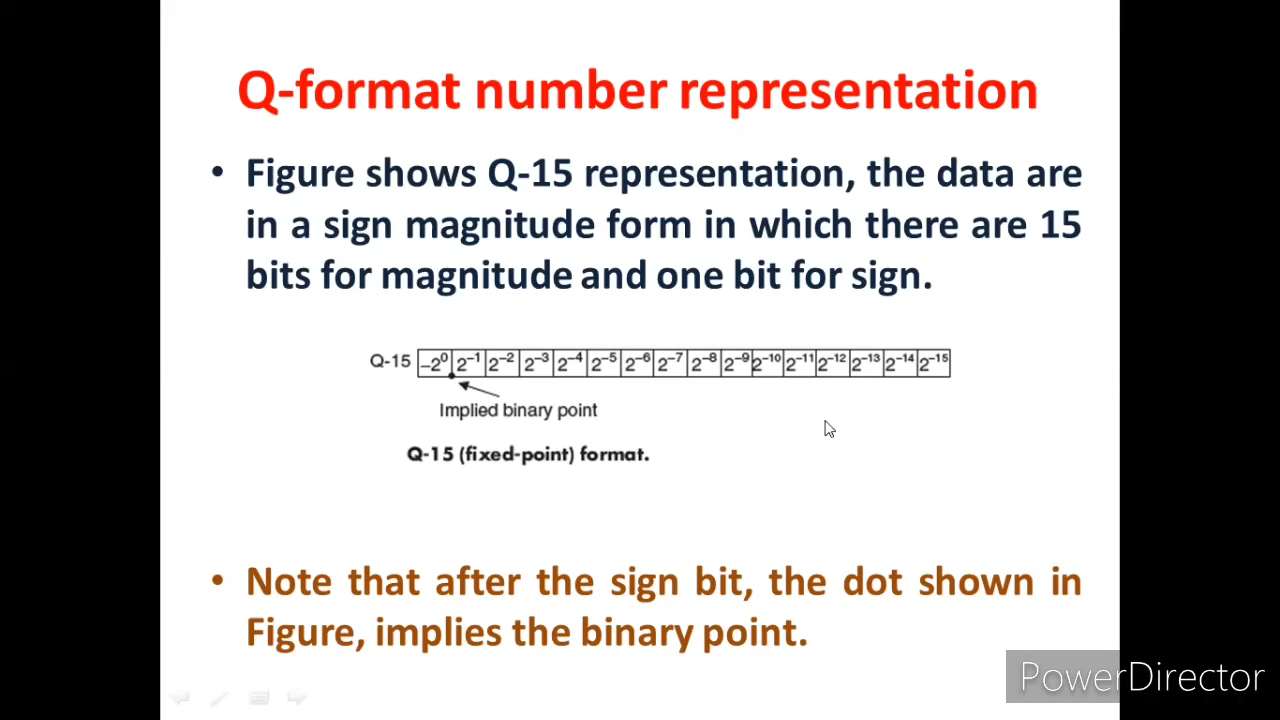 Q-format number representation
• Figure shows Q-15 representation, the data are
in a sign magnitude form in which there are 15
bits for magnitude and one bit for sign.
Q-15 –2⁰ 2⁻¹ 2⁻² 2⁻³ 2⁻⁴ 2⁻⁵ 2⁻⁶ 2⁻⁷ 2⁻⁸ 2⁻⁹ 2⁻¹⁰ 2⁻¹¹ 2⁻¹² 2⁻¹³ 2⁻¹⁴ 2⁻¹⁵
Implied binary point
Q-15 (fixed-point) format.
• Note that after the sign bit, the dot shown in
Figure, implies the binary point.
PowerDirector